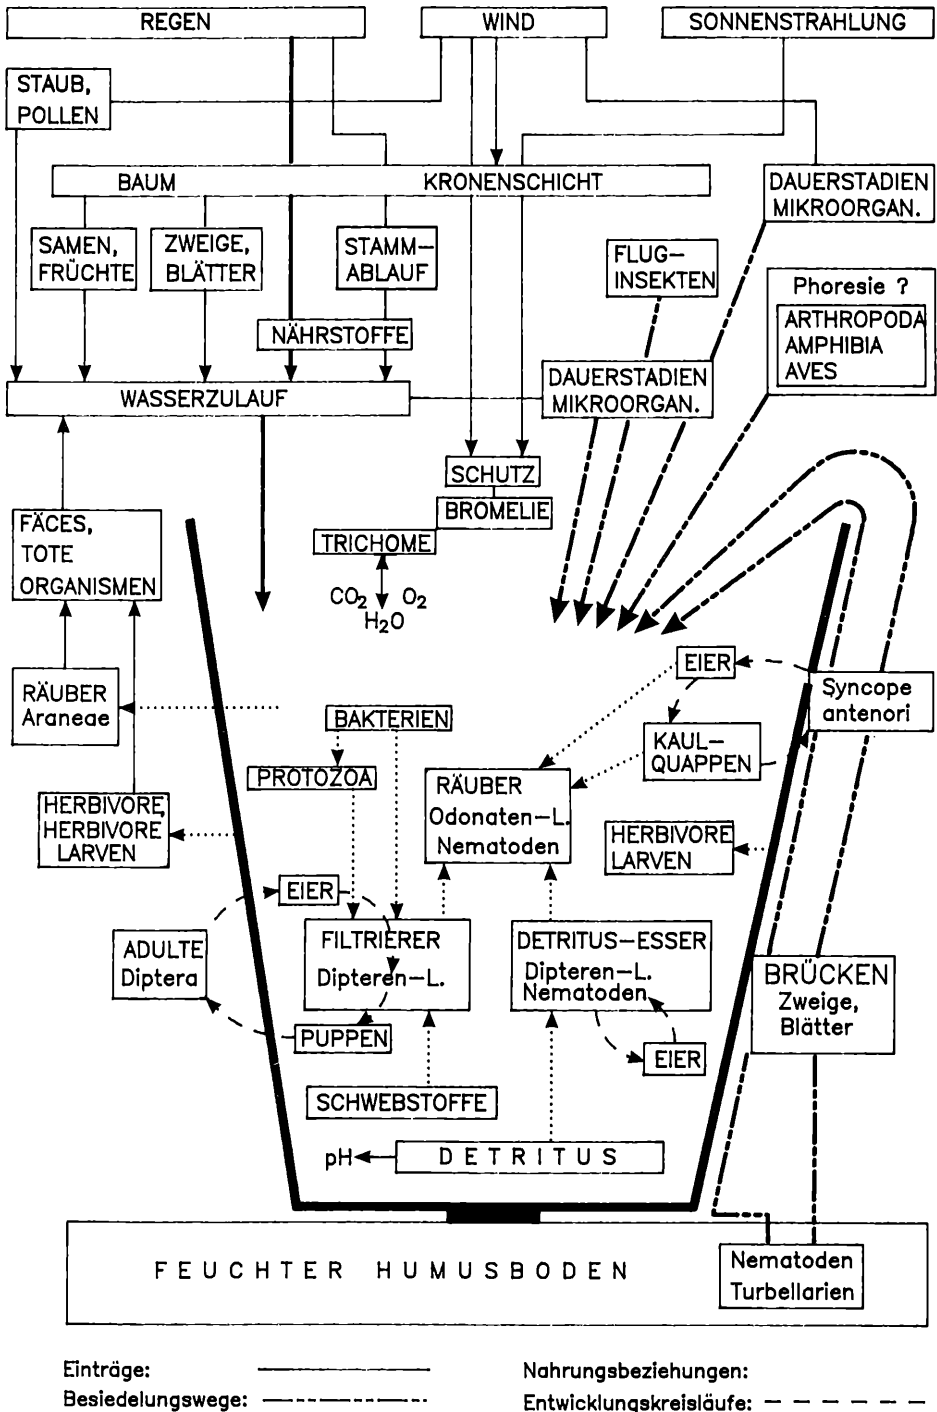 REGEN
WIND
SONNENSTRAHLUNG
STAUB,
POLLEN
BAUM KRONENSCHICHT
DAUERSTADIEN
MIKROORGAN.
SAMEN,
FRÜCHTE
ZWEIGE,
BLÄTTER
STAMM-
ABLAUF
FLUG-
INSEKTEN
Phoresie ?
ARTHROPODA
AMPHIBIA
AVES
NÄHRSTOFFE
WASSERZULAUF
DAUERSTADIEN
MIKROORGAN.
SCHUTZ
BROMELIE
TRICHOME
CO₂ O₂
H₂O
FÄCES,
TOTE
ORGANISMEN
EIER
RÄUBER
Araneae
Syncope
antenori
BAKTERIEN
KAUL-
QUAPPEN
PROTOZOA
RÄUBER
Odonaten-L.
Nematoden
HERBIVORE,
HERBIVORE
LARVEN
HERBIVORE
LARVEN
EIER
ADULTE
Diptera
FILTRIERER
Dipteren-L.
DETRITUS-ESSER
Dipteren-L.
Nematoden
BRÜCKEN
Zweige,
Blätter
PUPPEN
EIER
SCHWEBSTOFFE
pH
DETRITUS
FEUCHTER HUMUSBODEN
Nematoden
Turbellarien
Einträge:
Nahrungsbeziehungen:
Besiedelungswege:
Entwicklungskreisläufe: